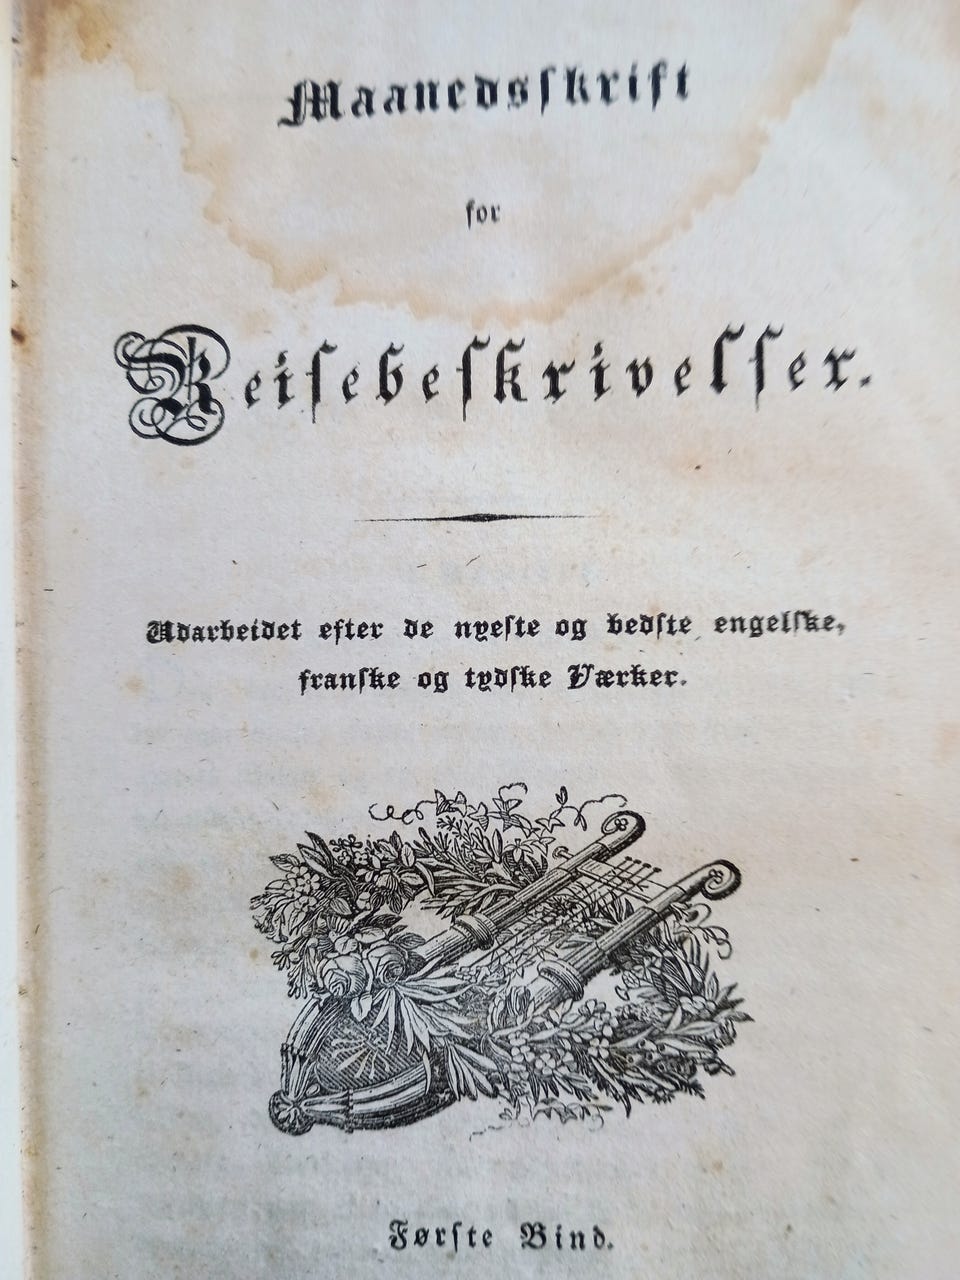 Maanedsskrift
for
Reisebeskrivelser.
Udarbeidet efter de nyeste og bedste engelske,
franske og tydske Værker.
Første Bind.